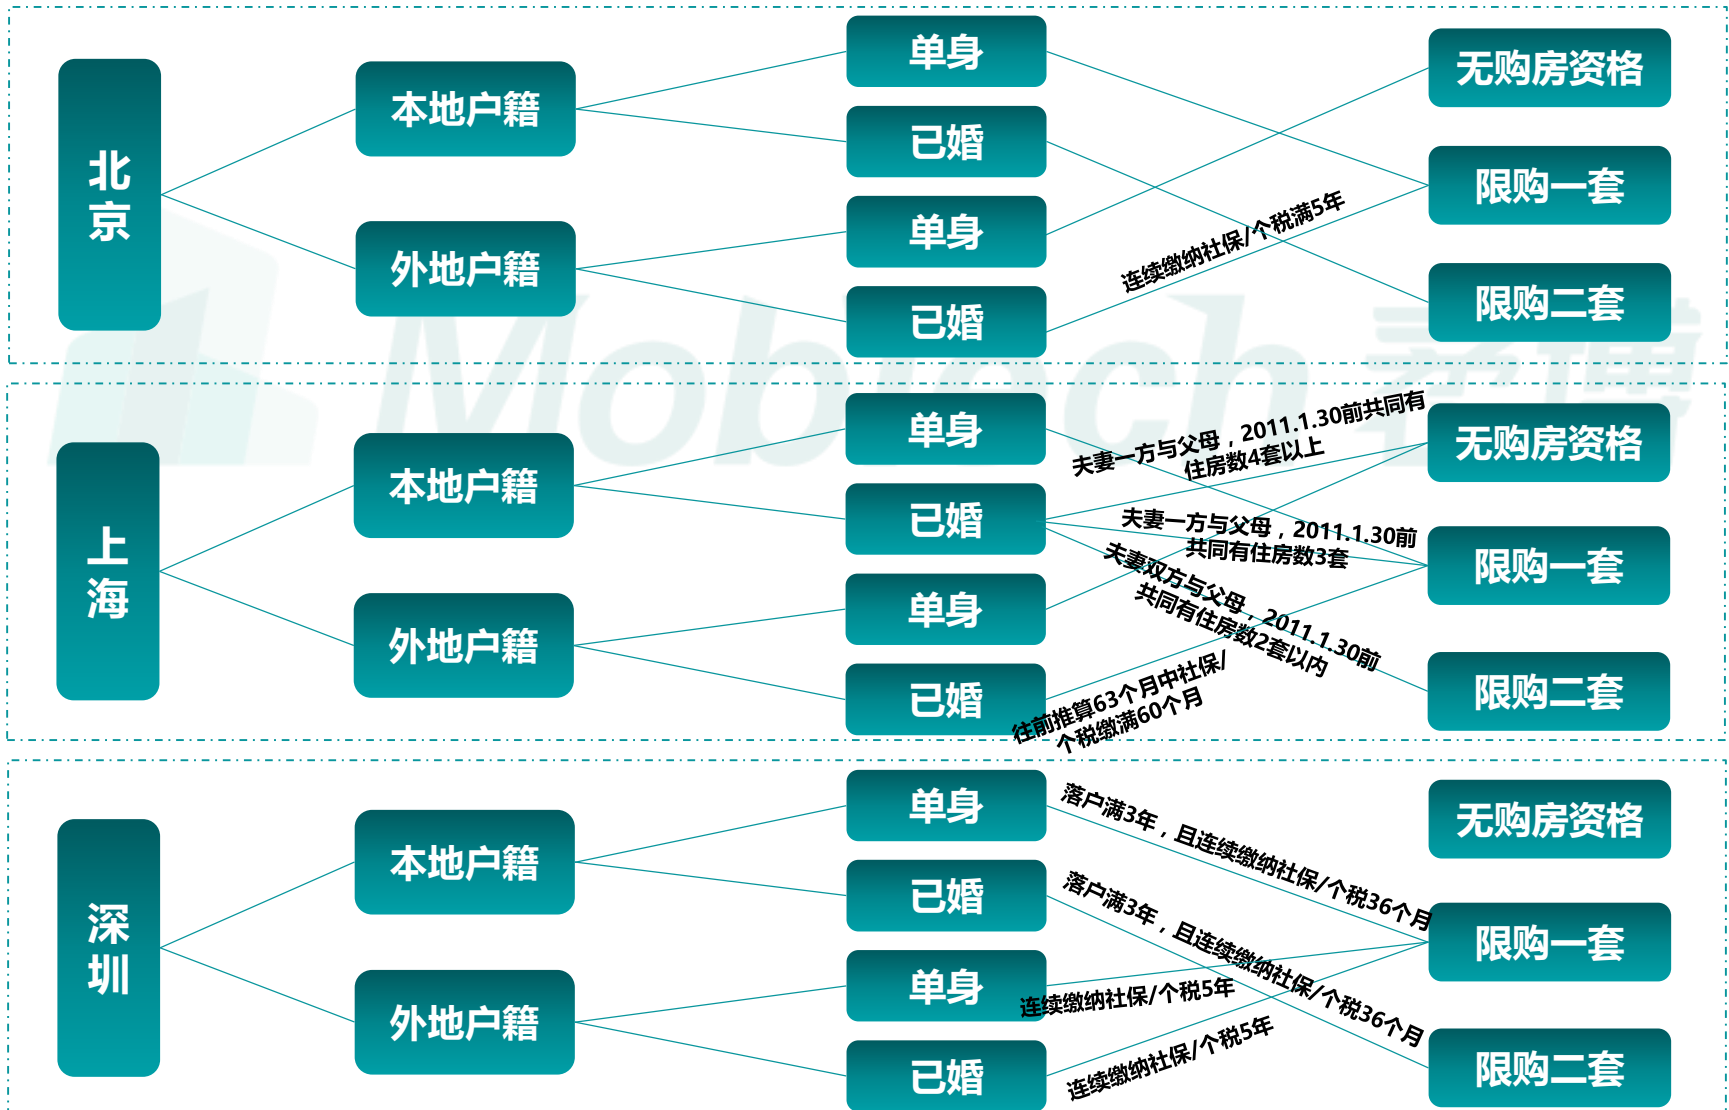 北
京
本地户籍
外地户籍
单身
已婚
单身
已婚
连续缴纳社保/个税满5年
无购房资格
限购一套
限购二套
上
海
本地户籍
外地户籍
单身
已婚
单身
已婚
夫妻一方与父母，2011.1.30前共同有
住房数4套以上
夫妻一方与父母，2011.1.30前
共同有住房数3套
夫妻双方与父母，2011.1.30前
共同有住房数2套以内
往前推算63个月中社保/
个税缴满60个月
无购房资格
限购一套
限购二套
深
圳
本地户籍
外地户籍
单身
已婚
单身
已婚
落户满3年，且连续缴纳社保/个税36个月
落户满3年，且连续缴纳社保/个税36个月
连续缴纳社保/个税5年
连续缴纳社保/个税5年
无购房资格
限购一套
限购二套